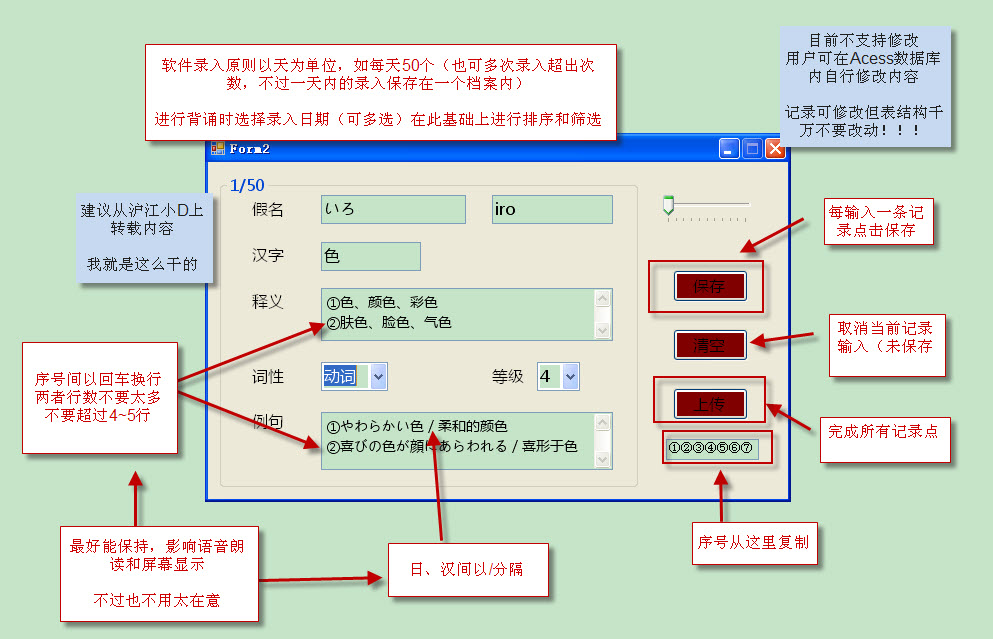 软件录入原则以天为单位，如每天50个（也可多次录入超出次
数，不过一天内的录入保存在一个档案内）
进行背诵时选择录入日期（可多选）在此基础上进行排序和筛选
目前不支持修改
用户可在Acess数据库
内自行修改内容
记录可修改但表结构千
万不要改动！！！
Form2
1/50
建议从沪江小D上
转载内容
我就是这么干的
假名
いろ
iro
汉字
色
释义
①色、颜色、彩色
②肤色、脸色、气色
词性
动词
等级
4
例句
①やわらかい色 / 柔和的颜色
②喜びの色が顔にあらわれる / 喜形于色
保存
清空
上传
①②③④⑤⑥⑦
每输入一条记
录点击保存
取消当前记录
输入（未保存
完成所有记录点
序号间以回车换行
两者行数不要太多
不要超过4~5行
最好能保持，影响语音朗
读和屏幕显示
不过也不用太在意
日、汉间以/分隔
序号从这里复制